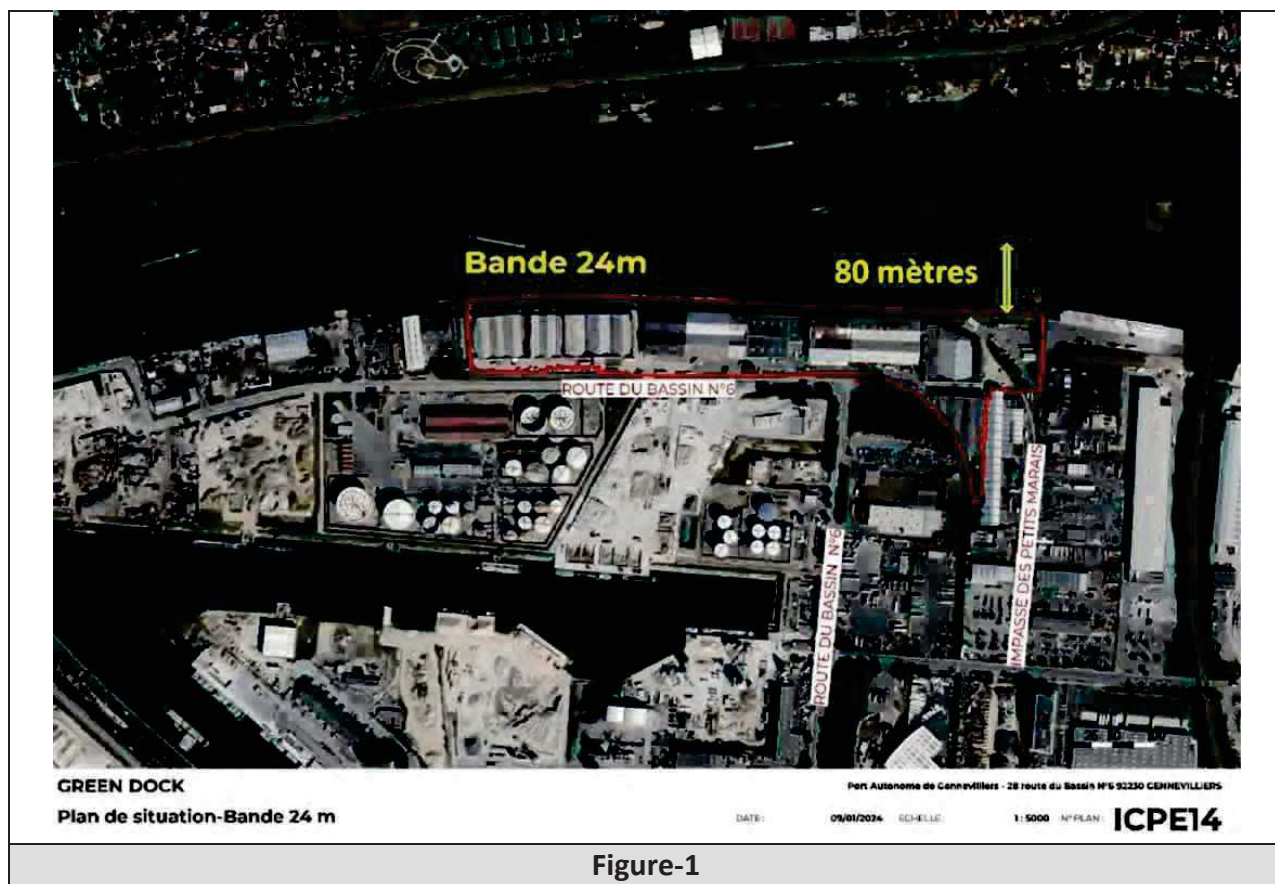 Bande 24m
80 mètres
ROUTE DU BASSIN N°6
ROUTE DU BASSIN N°6
IMPASSE DES PETITS MARAIS
GREEN DOCK
Port Autonome de Gennevilliers - 28 route du Bassin N°6 92230 GENNEVILLIERS
Plan de situation-Bande 24 m
DATE: 09/01/2024 ECHELLE: 1:5000 N°PLAN: ICPE14
Figure-1